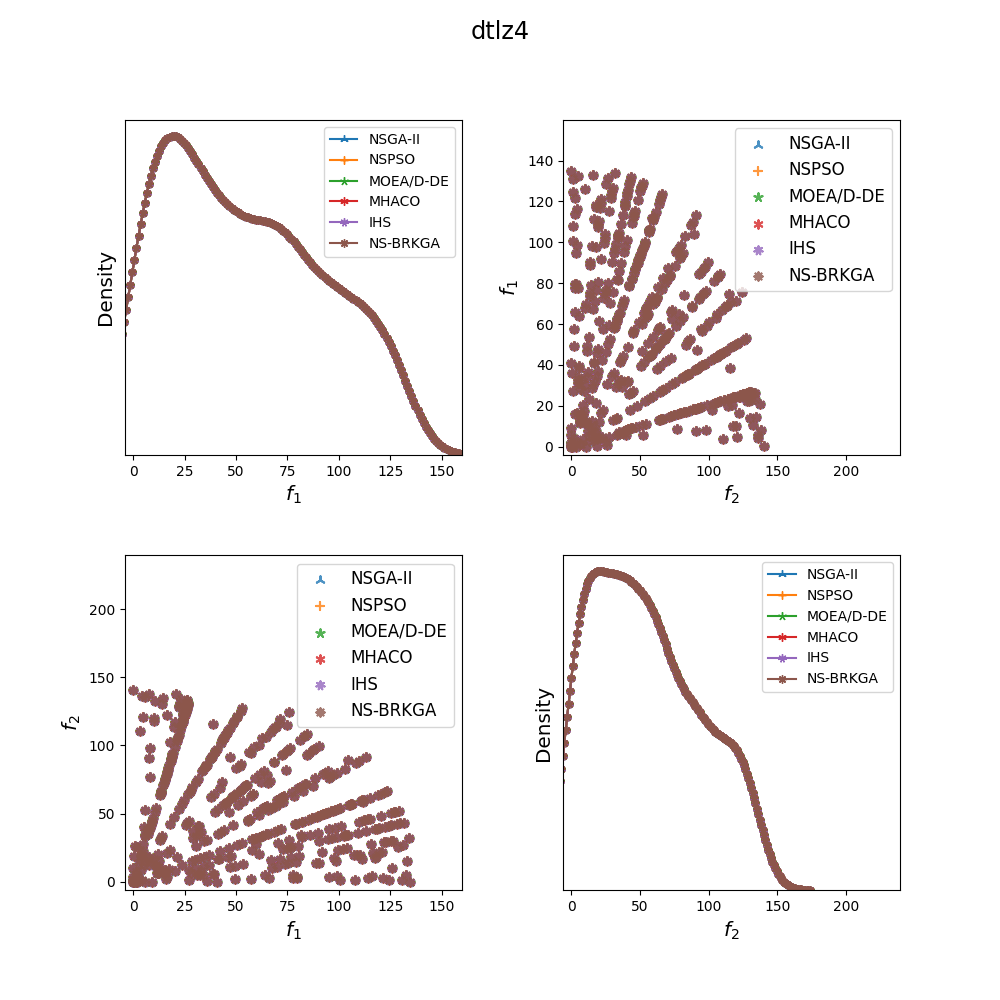 dtlz4
Density
NSGA-II
NSPSO
MOEA/D-DE
MHACO
IHS
NS-BRKGA
0 25 50 75 100 125 150
f1
f1
140
120
100
80
60
40
20
0
NSGA-II
NSPSO
MOEA/D-DE
MHACO
IHS
NS-BRKGA
0 50 100 150 200
f2
f2
200
150
100
50
0
NSGA-II
NSPSO
MOEA/D-DE
MHACO
IHS
NS-BRKGA
0 25 50 75 100 125 150
f1
Density
NSGA-II
NSPSO
MOEA/D-DE
MHACO
IHS
NS-BRKGA
0 50 100 150 200
f2